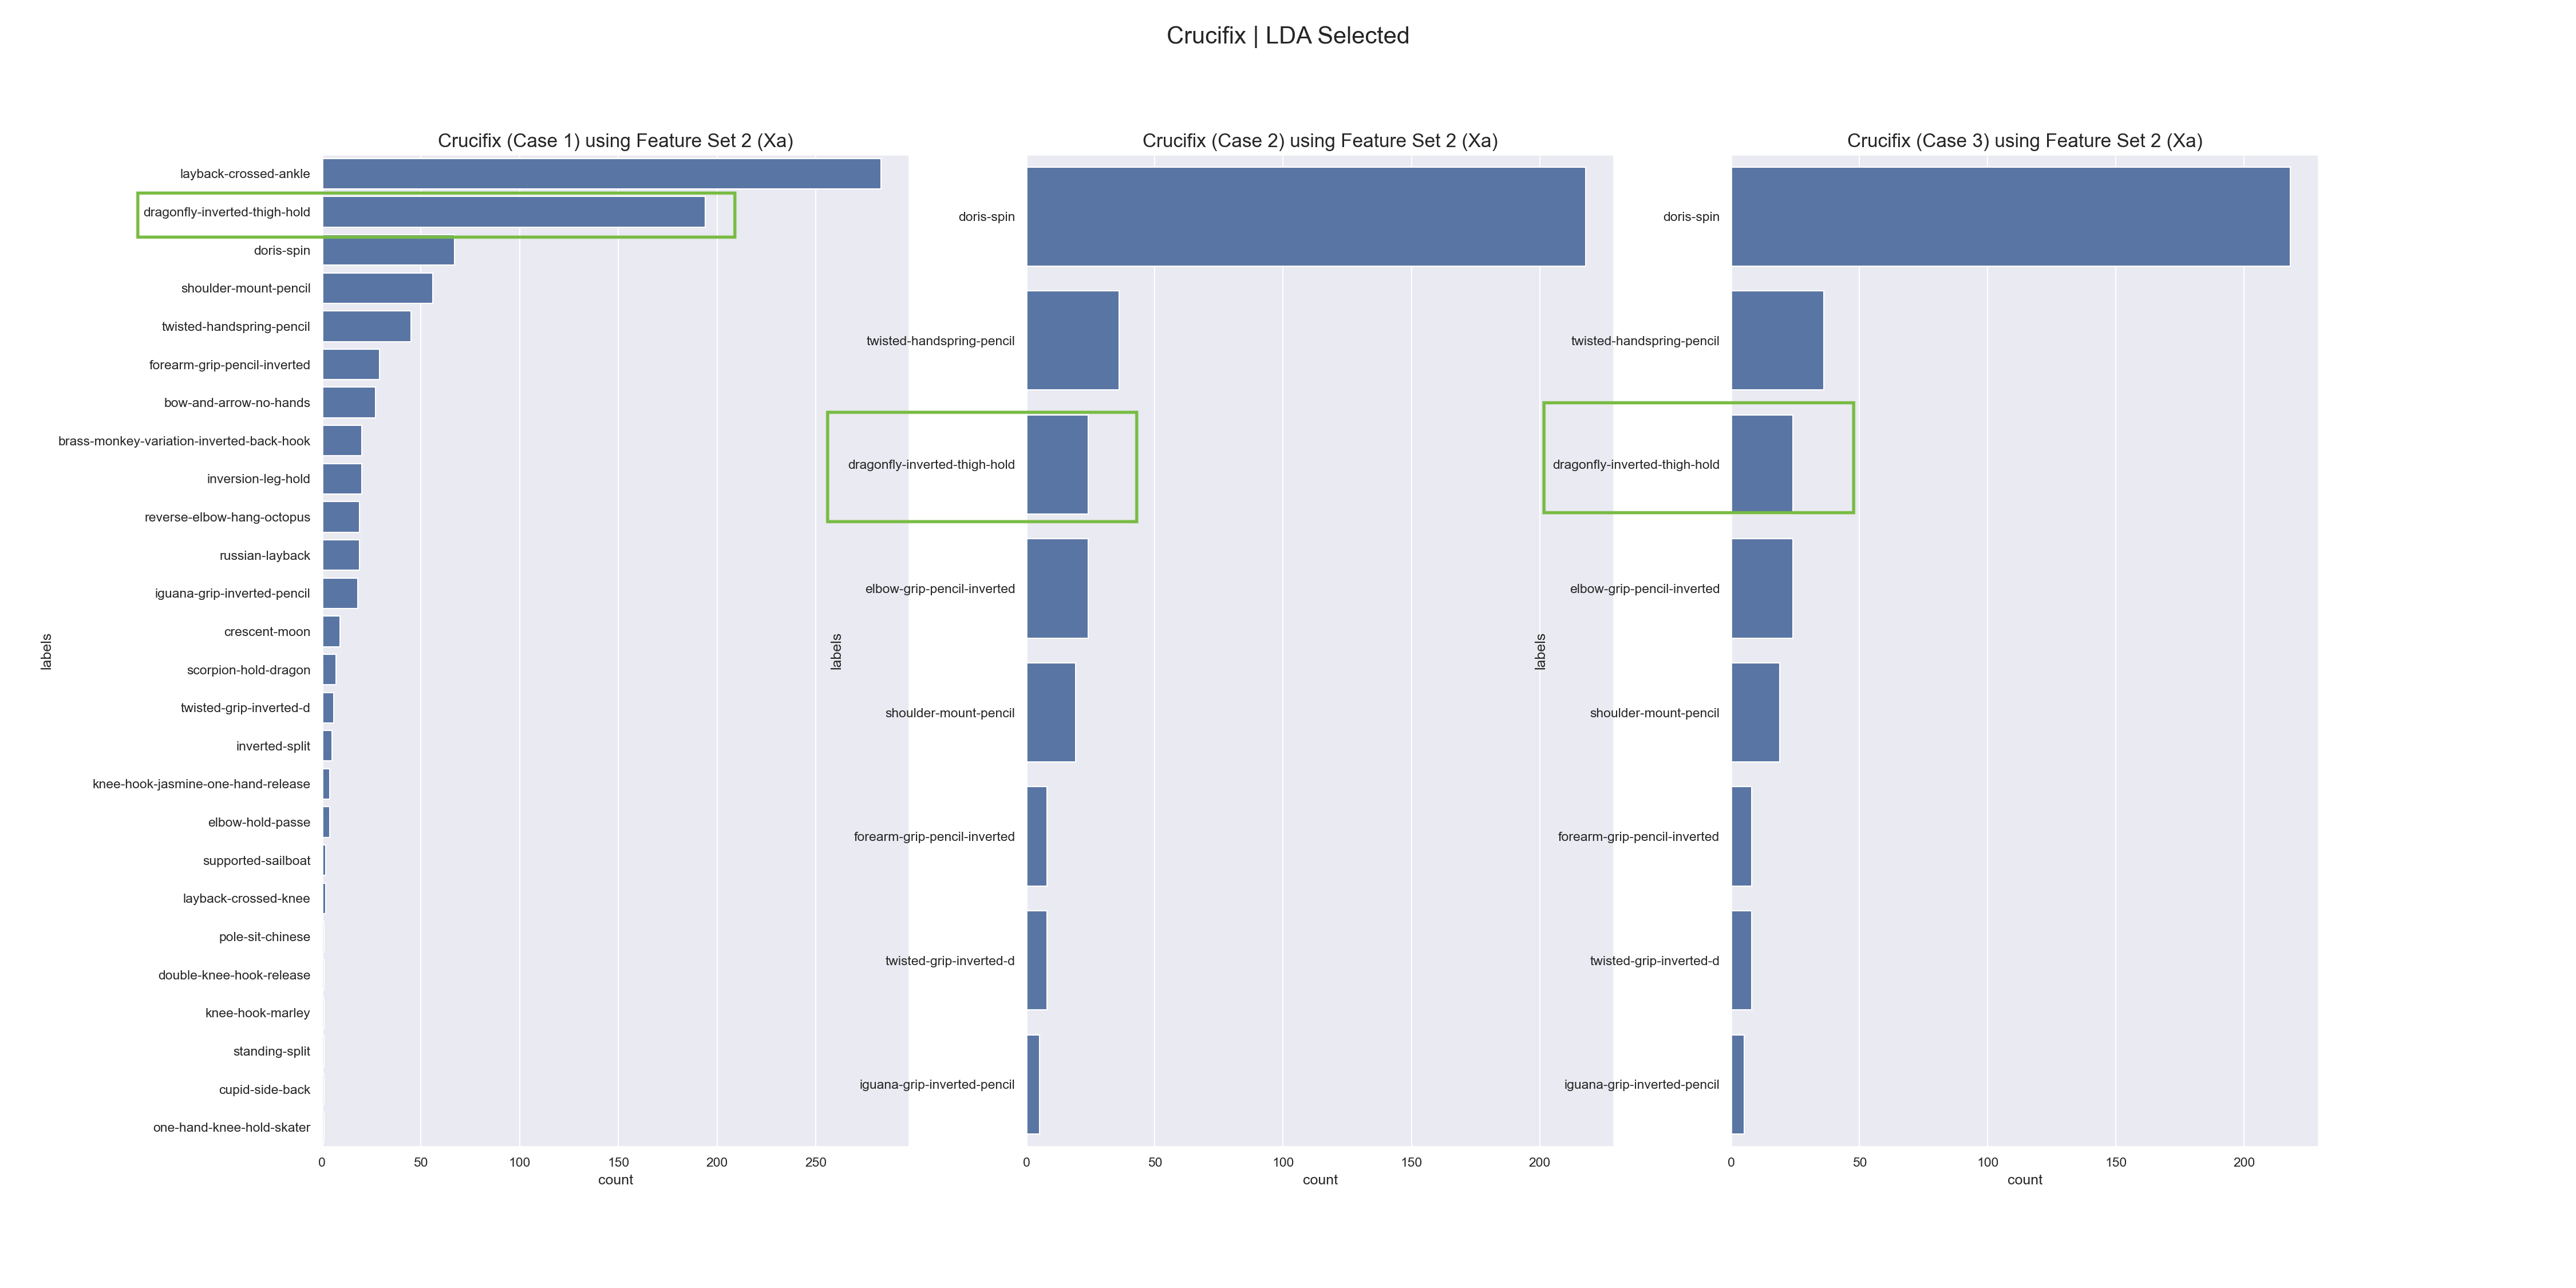 Crucifix | LDA Selected
Crucifix (Case 1) using Feature Set 2 (Xa)
labels
layback-crossed-ankle
dragonfly-inverted-thigh-hold
doris-spin
shoulder-mount-pencil
twisted-handspring-pencil
forearm-grip-pencil-inverted
bow-and-arrow-no-hands
brass-monkey-variation-inverted-back-hook
inversion-leg-hold
reverse-elbow-hang-octopus
russian-layback
iguana-grip-inverted-pencil
crescent-moon
scorpion-hold-dragon
twisted-grip-inverted-d
inverted-split
knee-hook-jasmine-one-hand-release
elbow-hold-passe
supported-sailboat
layback-crossed-knee
pole-sit-chinese
double-knee-hook-release
knee-hook-marley
standing-split
cupid-side-back
one-hand-knee-hold-skater
0 50 100 150 200 250
count
Crucifix (Case 2) using Feature Set 2 (Xa)
labels
doris-spin
twisted-handspring-pencil
dragonfly-inverted-thigh-hold
elbow-grip-pencil-inverted
shoulder-mount-pencil
forearm-grip-pencil-inverted
twisted-grip-inverted-d
iguana-grip-inverted-pencil
0 50 100 150 200
count
Crucifix (Case 3) using Feature Set 2 (Xa)
labels
doris-spin
twisted-handspring-pencil
dragonfly-inverted-thigh-hold
elbow-grip-pencil-inverted
shoulder-mount-pencil
forearm-grip-pencil-inverted
twisted-grip-inverted-d
iguana-grip-inverted-pencil
0 50 100 150 200
count